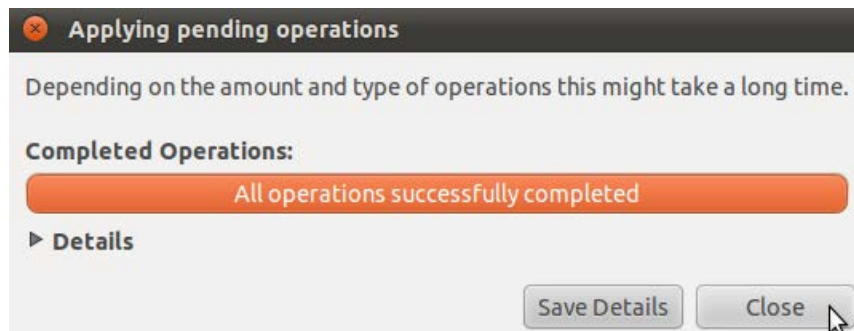 Applying pending operations
Depending on the amount and type of operations this might take a long time.
Completed Operations:
All operations successfully completed
Details
Save Details Close